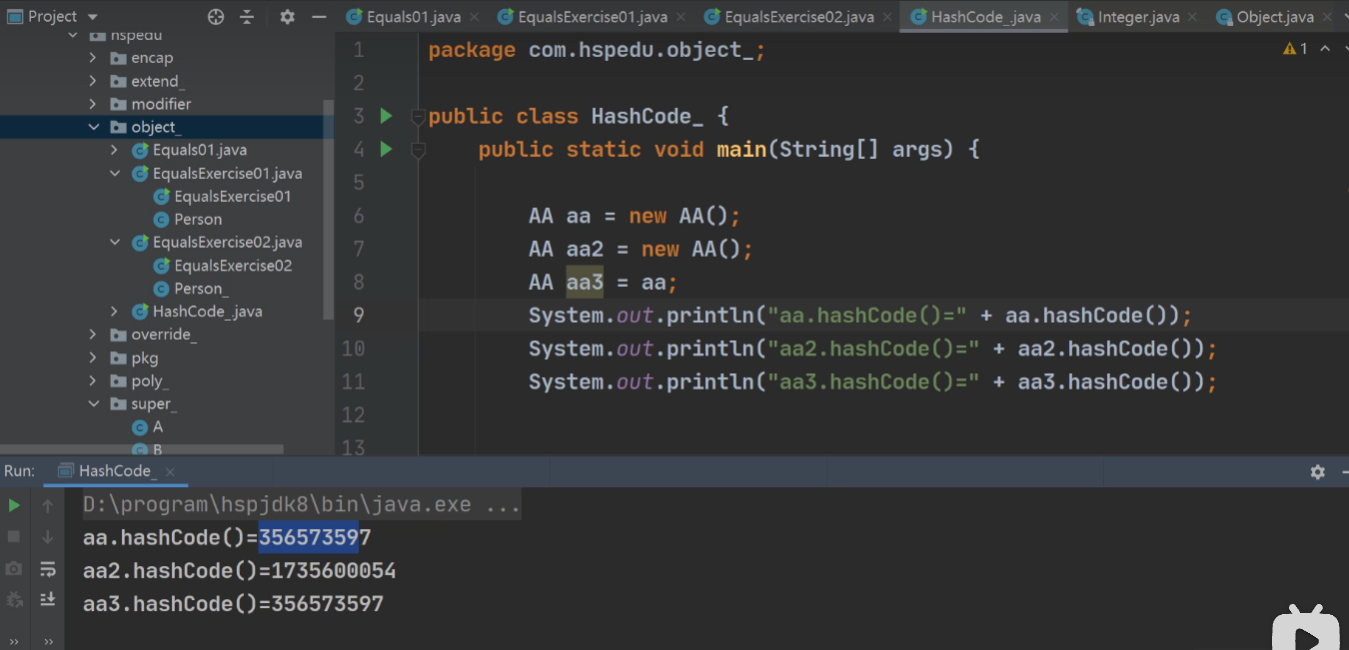 Project
Equals01.java
EqualsExercise01.java
EqualsExercise02.java
HashCode_.java
Integer.java
Object.java
hspedu
encap
extend_
modifier
object_
Equals01.java
EqualsExercise01.java
EqualsExercise01
Person
EqualsExercise02.java
EqualsExercise02
Person_
HashCode_.java
override_
pkg
poly_
super_
A
B
1
1 package com.hspedu.object_;
2
3 public class HashCode_ {
4 public static void main(String[] args) {
5
6 AA aa = new AA();
7 AA aa2 = new AA();
8 AA aa3 = aa;
9 System.out.println("aa.hashCode()=" + aa.hashCode());
10 System.out.println("aa2.hashCode()=" + aa2.hashCode());
11 System.out.println("aa3.hashCode()=" + aa3.hashCode());
12
13
Run: HashCode_
D:\program\hspjdk8\bin\java.exe ...
aa.hashCode()=356573597
aa2.hashCode()=1735600054
aa3.hashCode()=356573597